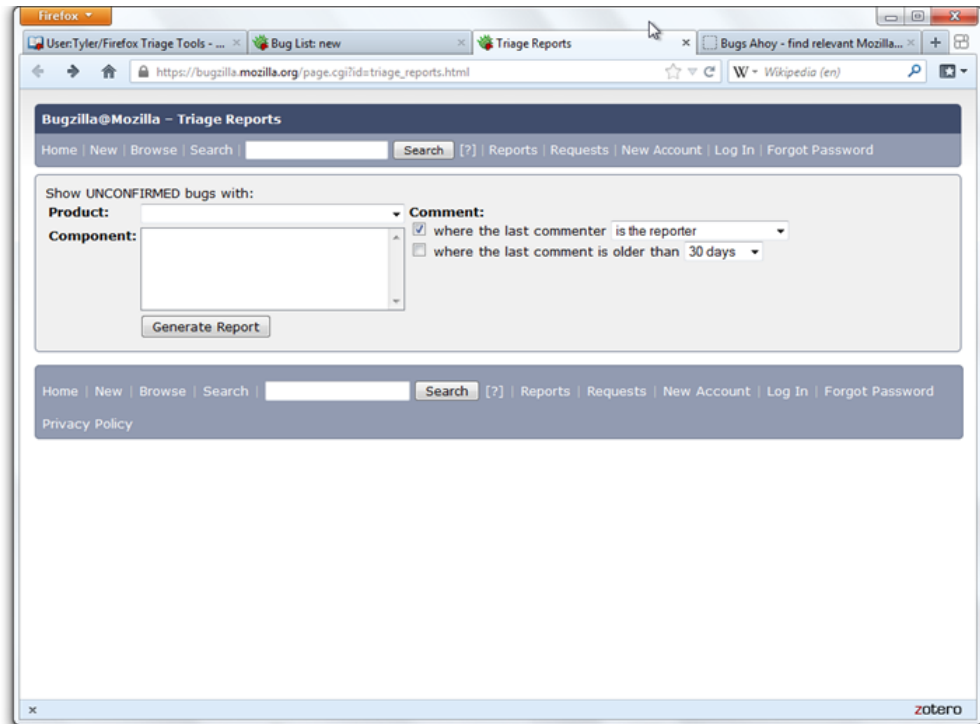 Firefox
User:Tyler/Firefox Triage Tools - ...
Bug List: new
Triage Reports
Bugs Ahoy - find relevant Mozilla...
https://bugzilla.mozilla.org/page.cgi?id=triage_reports.html
W Wikipedia (en)
Bugzilla@Mozilla – Triage Reports
Home | New | Browse | Search | Search [?] | Reports | Requests | New Account | Log In | Forgot Password
Show UNCONFIRMED bugs with:
Product: Comment:
where the last commenter is the reporter
Component:
where the last comment is older than 30 days
Generate Report
Home | New | Browse | Search | Search [?] | Reports | Requests | New Account | Log In | Forgot Password
Privacy Policy
zotero